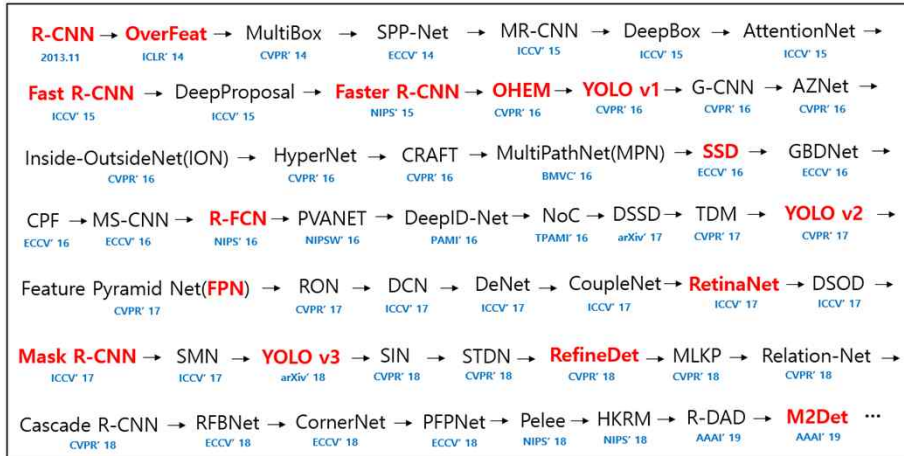 R-CNN → OverFeat → MultiBox → SPP-Net → MR-CNN → DeepBox → AttentionNet →
2013.11 ICLR' 14 CVPR' 14 ECCV' 14 ICCV' 15 ICCV' 15 ICCV' 15
Fast R-CNN → DeepProposal → Faster R-CNN → OHEM → YOLO v1 → G-CNN → AZNet →
ICCV' 15 ICCV' 15 NIPS' 15 CVPR' 16 CVPR' 16 CVPR' 16 CVPR' 16
Inside-OutsideNet(ION) → HyperNet → CRAFT → MultiPathNet(MPN) → SSD → GBDNet →
CVPR' 16 CVPR' 16 CVPR' 16 BMVC' 16 ECCV' 16 ECCV' 16
CPF → MS-CNN → R-FCN → PVANET → DeepID-Net → NoC → DSSD → TDM → YOLO v2 →
ECCV' 16 ECCV' 16 NIPS' 16 NIPSW' 16 PAMI' 16 TPAMI' 16 arXiv' 17 CVPR' 17 CVPR' 17
Feature Pyramid Net(FPN) → RON → DCN → DeNet → CoupleNet → RetinaNet → DSOD →
CVPR' 17 CVPR' 17 ICCV' 17 ICCV' 17 ICCV' 17 ICCV' 17 ICCV' 17
Mask R-CNN → SMN → YOLO v3 → SIN → STDN → RefineDet → MLKP → Relation-Net →
ICCV' 17 ICCV' 17 arXiv' 18 CVPR' 18 CVPR' 18 CVPR' 18 CVPR' 18 CVPR' 18
Cascade R-CNN → RFBNet → CornerNet → PFPNet → Pelee → HKRM → R-DAD → M2Det ···
CVPR' 18 ECCV' 18 ECCV' 18 ECCV' 18 NIPS' 18 NIPS' 18 AAAI' 19 AAAI' 19